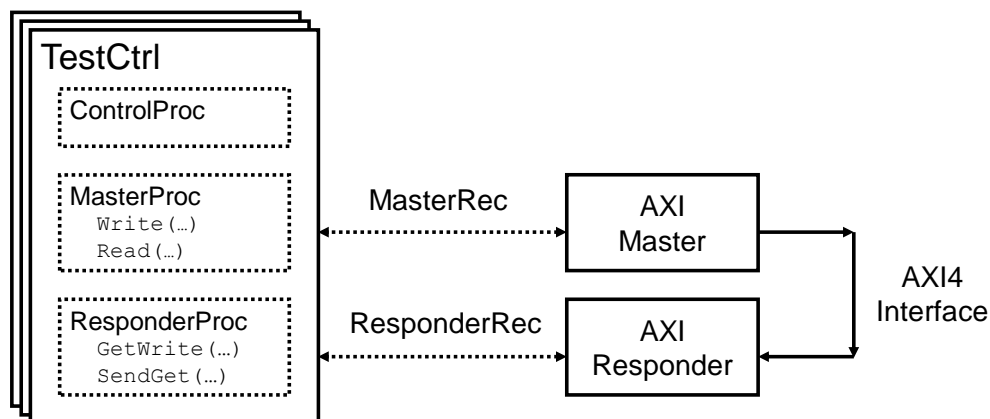 TestCtrl
ControlProc
MasterProc
Write(…)
Read(…)
MasterRec
AXI
Master
AXI4
Interface
ResponderProc
GetWrite(…)
SendGet(…)
ResponderRec
AXI
Responder